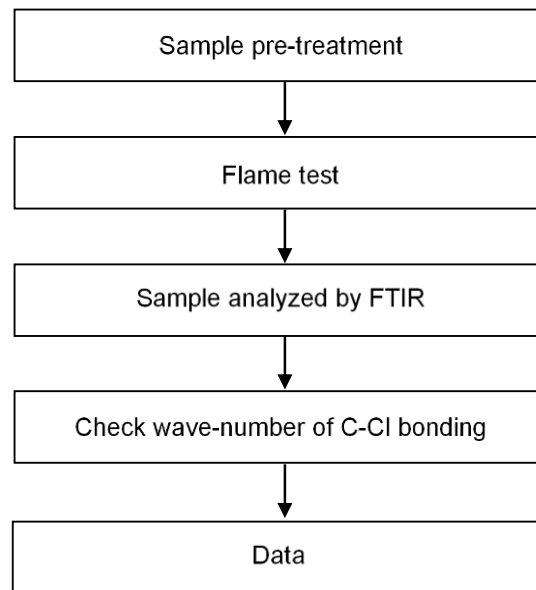 Sample pre-treatment
Flame test
Sample analyzed by FTIR
Check wave-number of C-Cl bonding
Data